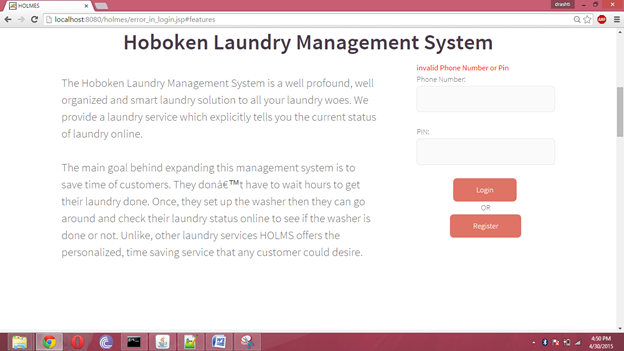 HOLMES
drashti
localhost:8080/holmes/error_in_login.jsp#features
ABP
Hoboken Laundry Management System
The Hoboken Laundry Management System is a well profound, well
organized and smart laundry solution to all your laundry woes. We
provide a laundry service which explicitly tells you the current status
of laundry online.
The main goal behind expanding this management system is to
save time of customers. They donâ€™t have to wait hours to get
their laundry done. Once, they set up the washer then they can go
around and check their laundry status online to see if the washer is
done or not. Unlike, other laundry services HOLMS offers the
personalized, time saving service that any customer could desire.
invalid Phone Number or Pin
Phone Number:
PIN:
Login
OR
Register
4:50 PM
4/30/2015